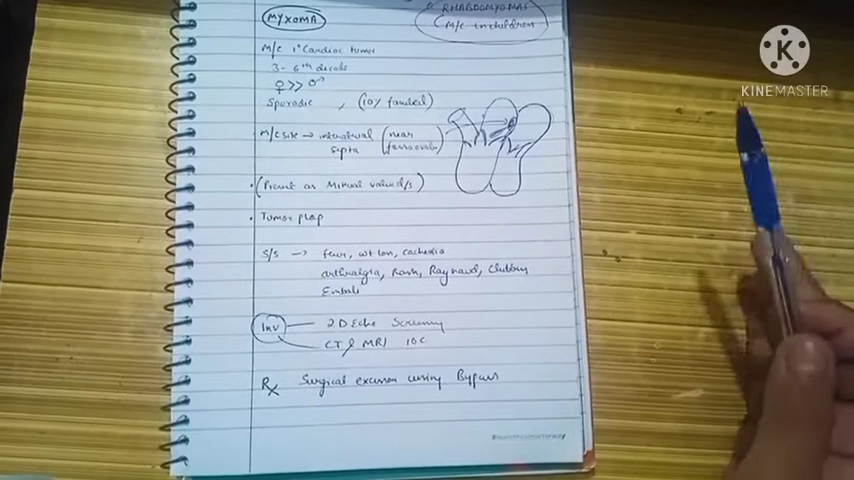 MYXOMA
RHABDOMYOMAS
(M/C in children)
M/C 1° Cardiac tumor
3 - 6th decade
♀ >> ♂
Sporadic , (10% familial)
M/C site → interatrial septa (near fossa ovalis)
(Present as Mitral valve d/s)
Tumor plop
S/S → fever, wt loss, cachexia
arthralgia, Rash, Raynaud, Clubbing
Emboli
Inv
2D Echo Screening
CT & MRI IOC
Rx Surgical excision using Bypass
KINEMASTER